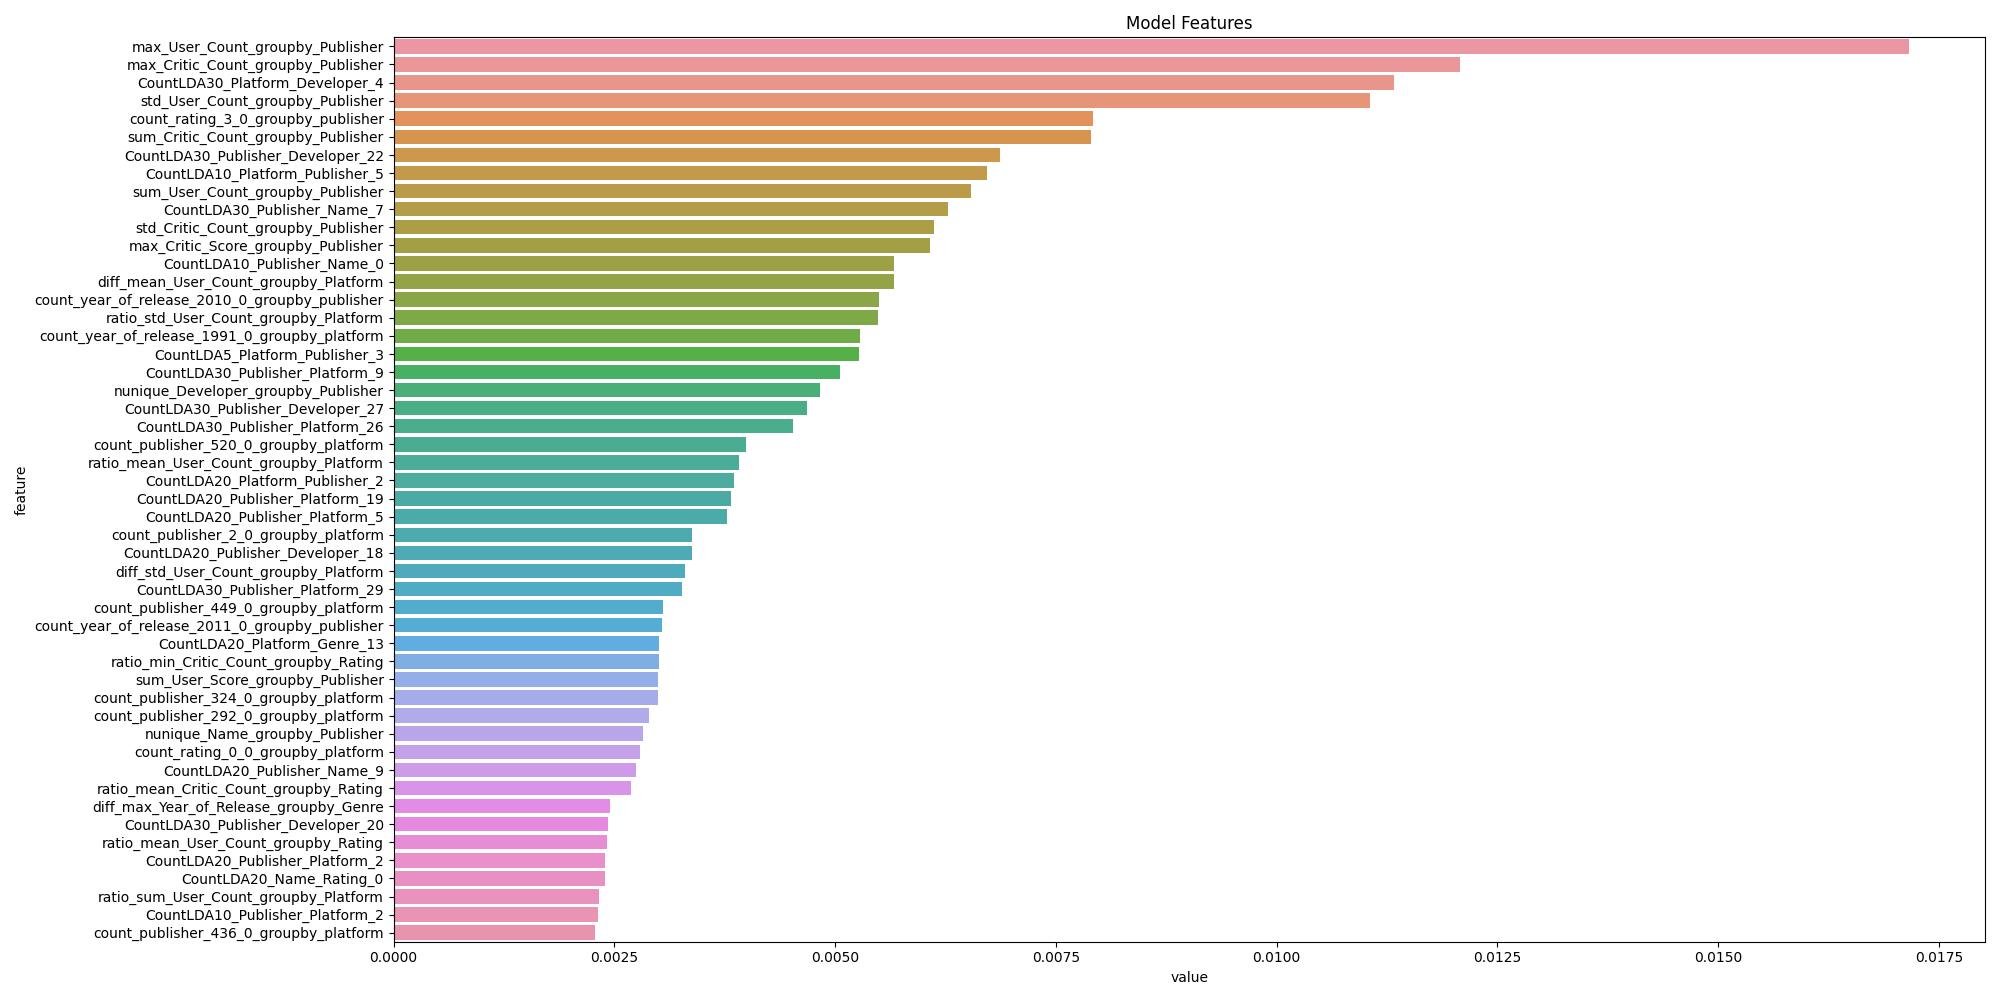 Model Features
max_User_Count_groupby_Publisher
max_Critic_Count_groupby_Publisher
CountLDA30_Platform_Developer_4
std_User_Count_groupby_Publisher
count_rating_3_0_groupby_publisher
sum_Critic_Count_groupby_Publisher
CountLDA30_Publisher_Developer_22
CountLDA10_Platform_Publisher_5
sum_User_Count_groupby_Publisher
CountLDA30_Publisher_Name_7
std_Critic_Count_groupby_Publisher
max_Critic_Score_groupby_Publisher
CountLDA10_Publisher_Name_0
diff_mean_User_Count_groupby_Platform
count_year_of_release_2010_0_groupby_publisher
ratio_std_User_Count_groupby_Platform
count_year_of_release_1991_0_groupby_platform
CountLDA5_Platform_Publisher_3
CountLDA30_Publisher_Platform_9
nunique_Developer_groupby_Publisher
CountLDA30_Publisher_Developer_27
CountLDA30_Publisher_Platform_26
count_publisher_520_0_groupby_platform
ratio_mean_User_Count_groupby_Platform
CountLDA20_Platform_Publisher_2
CountLDA20_Publisher_Platform_19
CountLDA20_Publisher_Platform_5
count_publisher_2_0_groupby_platform
CountLDA20_Publisher_Developer_18
diff_std_User_Count_groupby_Platform
CountLDA30_Publisher_Platform_29
count_publisher_449_0_groupby_platform
count_year_of_release_2011_0_groupby_publisher
CountLDA20_Platform_Genre_13
ratio_min_Critic_Count_groupby_Rating
sum_User_Score_groupby_Publisher
count_publisher_324_0_groupby_platform
count_publisher_292_0_groupby_platform
nunique_Name_groupby_Publisher
count_rating_0_0_groupby_platform
CountLDA20_Publisher_Name_9
ratio_mean_Critic_Count_groupby_Rating
diff_max_Year_of_Release_groupby_Genre
CountLDA30_Publisher_Developer_20
ratio_mean_User_Count_groupby_Rating
CountLDA20_Publisher_Platform_2
CountLDA20_Name_Rating_0
ratio_sum_User_Count_groupby_Platform
CountLDA10_Publisher_Platform_2
count_publisher_436_0_groupby_platform
feature
0.0000 0.0025 0.0050 0.0075 0.0100 0.0125 0.0150 0.0175
value